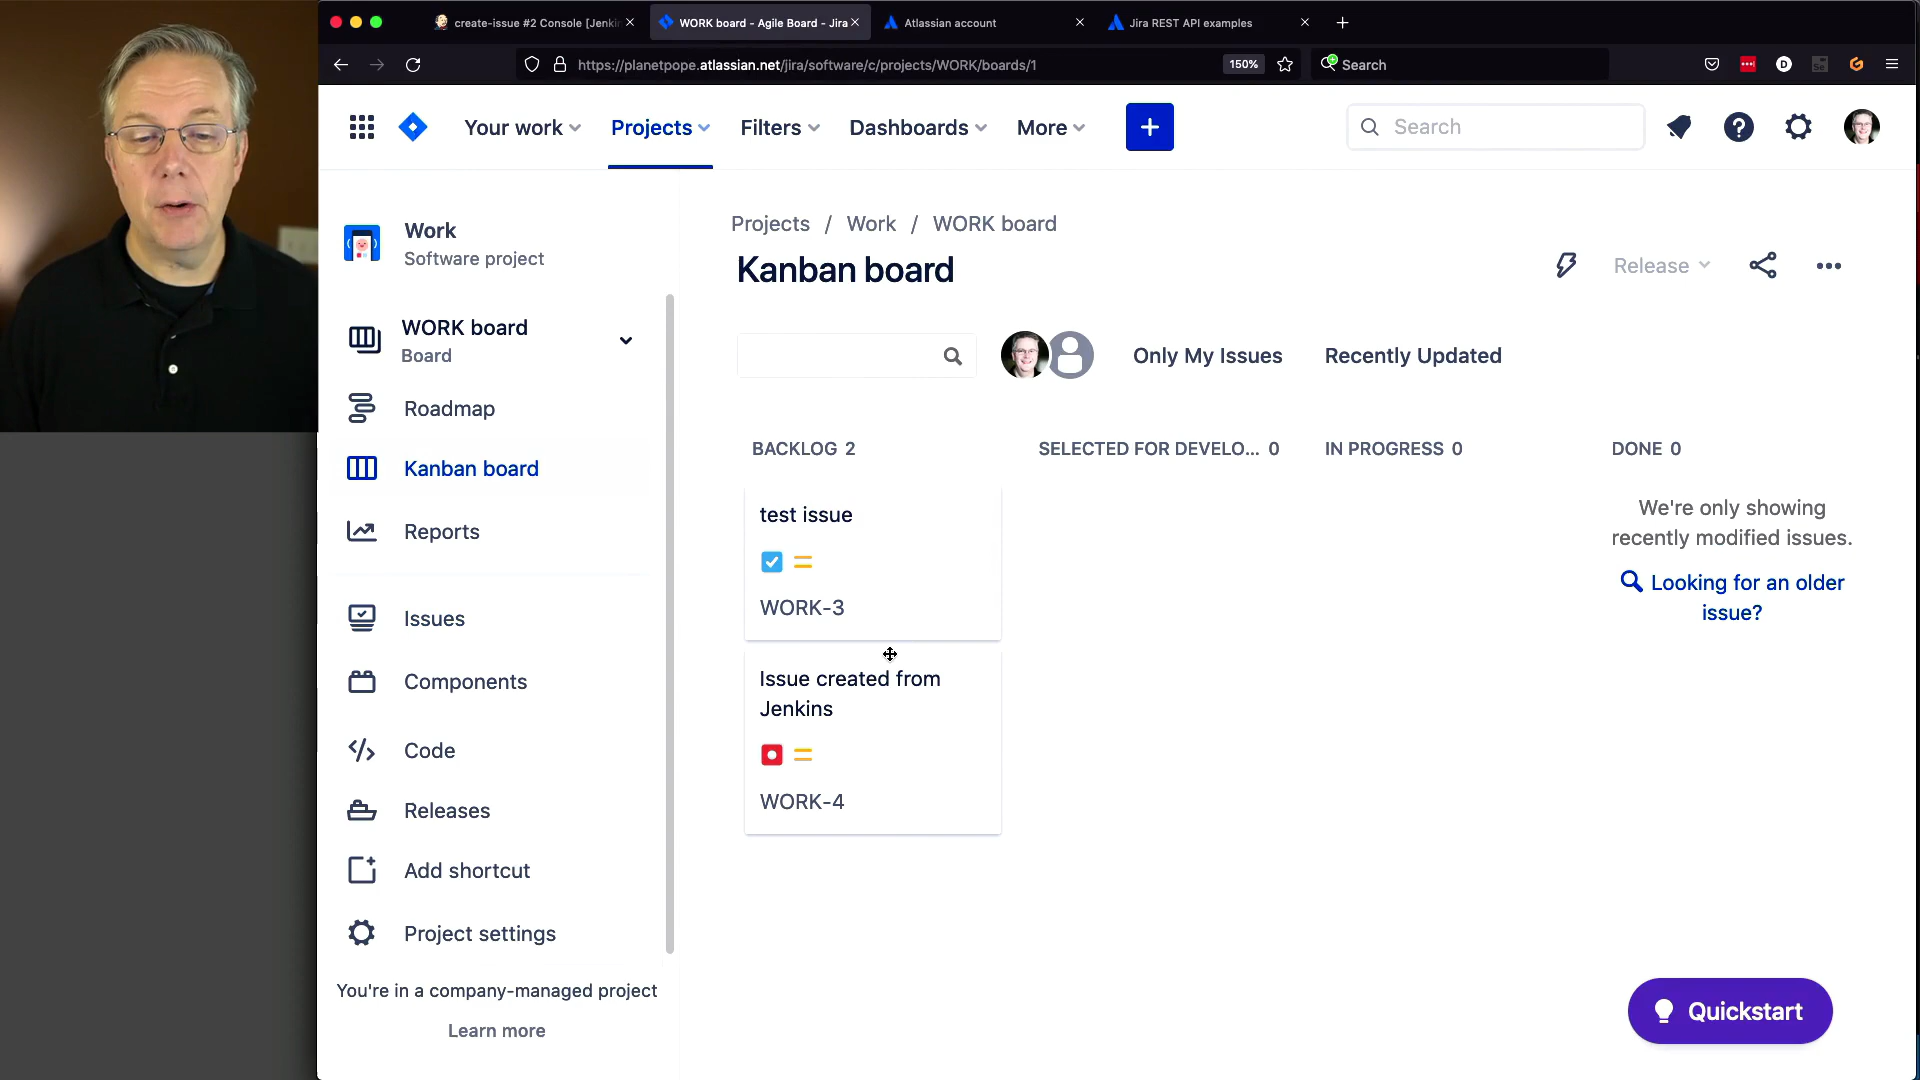 create-issue #2 Console [Jenki
WORK board - Agile Board - Jira
Atlassian account
Jira REST API examples
https://planetpope.atlassian.net/jira/software/c/projects/WORK/boards/1
150%
Search
Your work
Projects
Filters
Dashboards
More
Search
Work
Software project
WORK board
Board
Roadmap
Kanban board
Reports
Issues
Components
Code
Releases
Add shortcut
Project settings
You're in a company-managed project
Learn more
Projects / Work / WORK board
Kanban board
Release
Only My Issues
Recently Updated
BACKLOG 2
SELECTED FOR DEVELO... 0
IN PROGRESS 0
DONE 0
test issue
WORK-3
Issue created from
Jenkins
WORK-4
We're only showing
recently modified issues.
Looking for an older
issue?
Quickstart